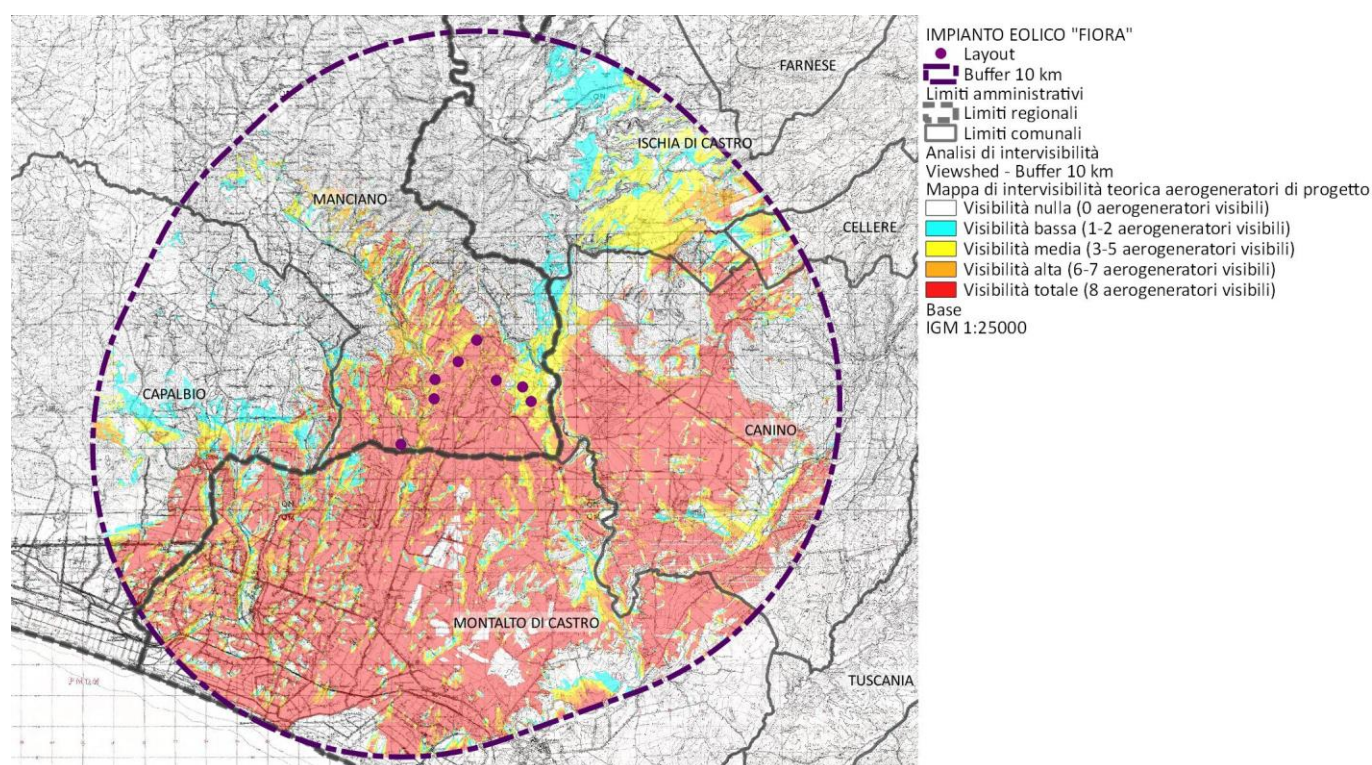 FARNESE
ISCHIA DI CASTRO
MANCIANO
CELLERE
CAPALBIO
CANINO
MONTALTO DI CASTRO
TUSCANIA
IMPIANTO EOLICO "FIORA"
Layout
Buffer 10 km
Limiti amministrativi
Limiti regionali
Limiti comunali
Analisi di intervisibilità
Viewshed - Buffer 10 km
Mappa di intervisibilità teorica aerogeneratori di progetto
Visibilità nulla (0 aerogeneratori visibili)
Visibilità bassa (1-2 aerogeneratori visibili)
Visibilità media (3-5 aerogeneratori visibili)
Visibilità alta (6-7 aerogeneratori visibili)
Visibilità totale (8 aerogeneratori visibili)
Base
IGM 1:25000